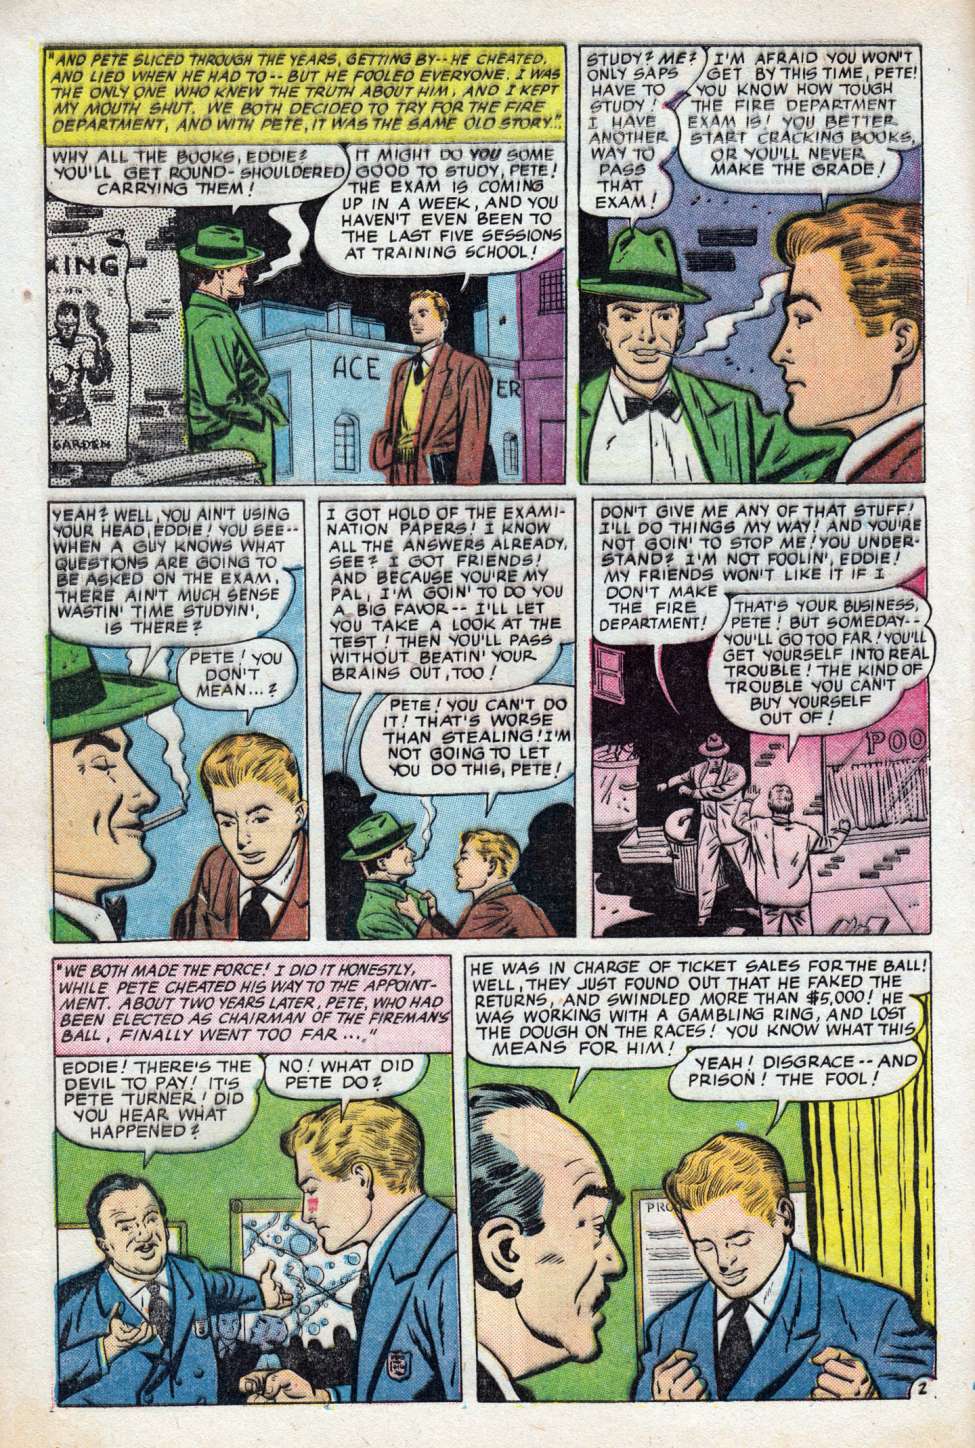 "AND PETE SLICED THROUGH THE YEARS, GETTING BY-- HE CHEATED,
AND LIED WHEN HE HAD TO-- BUT HE FOOLED EVERYONE. I WAS
THE ONLY ONE WHO KNEW THE TRUTH ABOUT HIM, AND I KEPT
MY MOUTH SHUT. WE BOTH DECIDED TO TRY FOR THE FIRE
DEPARTMENT, AND WITH PETE, IT WAS THE SAME OLD STORY..."
WHY ALL THE BOOKS, EDDIE?
YOU'LL GET ROUND-SHOULDERED
CARRYING THEM!
IT MIGHT DO YOU SOME
GOOD TO STUDY, PETE!
THE EXAM IS COMING
UP IN A WEEK, AND YOU
HAVEN'T EVEN BEEN TO
THE LAST FIVE SESSIONS
AT TRAINING SCHOOL!
XING
GARDEN
ACE
ER
STUDY? ME?
ONLY SAPS
HAVE TO
STUDY!
I HAVE
ANOTHER
WAY TO
PASS
THAT
EXAM!
I'M AFRAID YOU WON'T
GET BY THIS TIME, PETE!
YOU KNOW HOW TOUGH
THE FIRE DEPARTMENT
EXAM IS! YOU BETTER
START CRACKING BOOKS,
OR YOU'LL NEVER
MAKE THE GRADE!
YEAH? WELL, YOU AIN'T USING
YOUR HEAD, EDDIE! YOU SEE--
WHEN A GUY KNOWS WHAT
QUESTIONS ARE GOING TO
BE ASKED ON THE EXAM,
THERE AIN'T MUCH SENSE
WASTIN' TIME STUDYIN',
IS THERE?
PETE! YOU
DON'T
MEAN...?
I GOT HOLD OF THE EXAMI-
NATION PAPERS! I KNOW
ALL THE ANSWERS ALREADY,
SEE? I GOT FRIENDS!
AND BECAUSE YOU'RE MY
PAL, I'M GOIN' TO DO YOU
A BIG FAVOR-- I'LL LET
YOU TAKE A LOOK AT THE
TEST! THEN YOU'LL PASS
WITHOUT BEATIN' YOUR
BRAINS OUT, TOO!
PETE! YOU CAN'T DO
IT! THAT'S WORSE
THAN STEALING! I'M
NOT GOING TO LET
YOU DO THIS, PETE!
DON'T GIVE ME ANY OF THAT STUFF!
I'LL DO THINGS MY WAY! AND YOU'RE
NOT GOIN' TO STOP ME! YOU UNDER-
STAND? I'M NOT FOOLIN', EDDIE!
MY FRIENDS WON'T LIKE IT IF I
DON'T MAKE
THE FIRE
DEPARTMENT!
THAT'S YOUR BUSINESS,
PETE! BUT SOMEDAY--
YOU'LL GO TOO FAR! YOU'LL
GET YOURSELF INTO REAL
TROUBLE! THE KIND OF
TROUBLE YOU CAN'T
BUY YOURSELF
OUT OF!
POO
"WE BOTH MADE THE FORCE! I DID IT HONESTLY,
WHILE PETE CHEATED HIS WAY TO THE APPOINT-
MENT. ABOUT TWO YEARS LATER, PETE, WHO HAD
BEEN ELECTED AS CHAIRMAN OF THE FIREMAN'S
BALL, FINALLY WENT TOO FAR..."
EDDIE! THERE'S THE
DEVIL TO PAY! IT'S
PETE TURNER! DID
YOU HEAR WHAT
HAPPENED?
NO! WHAT DID
PETE DO?
HE WAS IN CHARGE OF TICKET SALES FOR THE BALL!
WELL, THEY JUST FOUND OUT THAT HE FAKED THE
RETURNS, AND SWINDLED MORE THAN $5,000! HE
WAS WORKING WITH A GAMBLING RING, AND LOST
THE DOUGH ON THE RACES! YOU KNOW WHAT THIS
MEANS FOR HIM!
YEAH! DISGRACE-- AND
PRISON! THE FOOL!
PRO
2